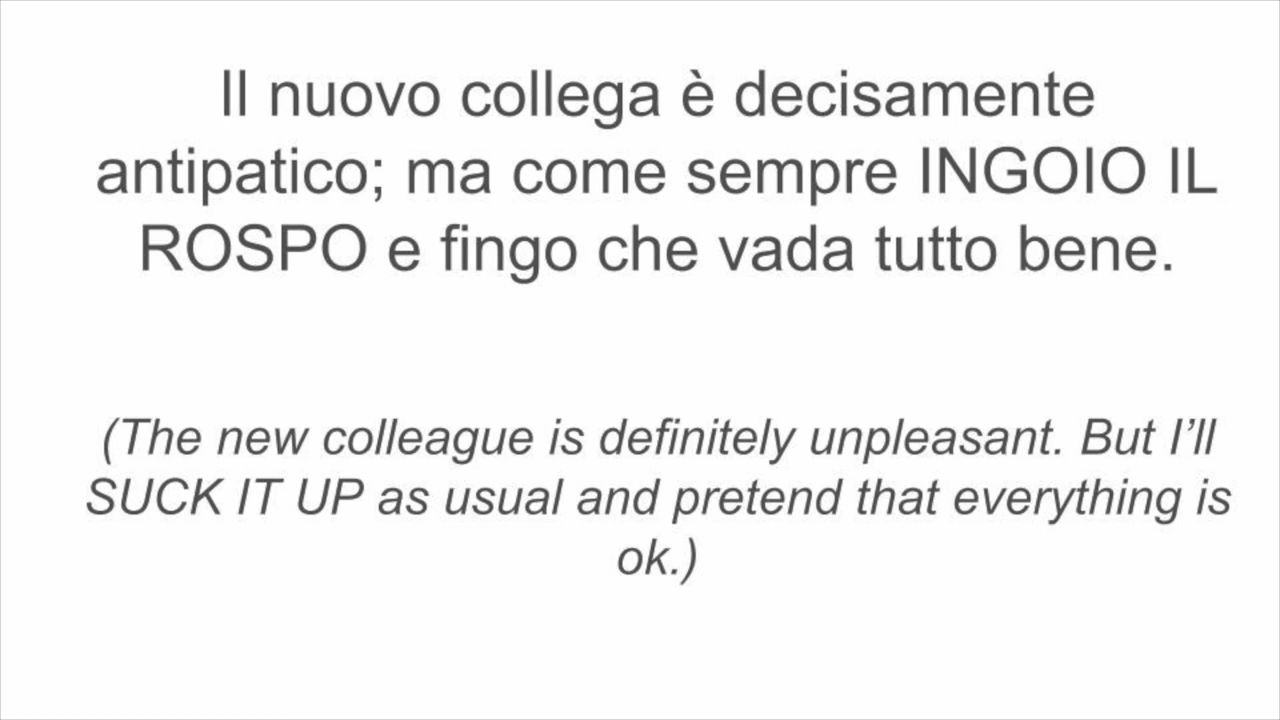 Il nuovo collega è decisamente
antipatico; ma come sempre INGOIO IL
ROSPO e fingo che vada tutto bene.
(The new colleague is definitely unpleasant. But I’ll
SUCK IT UP as usual and pretend that everything is
ok.)